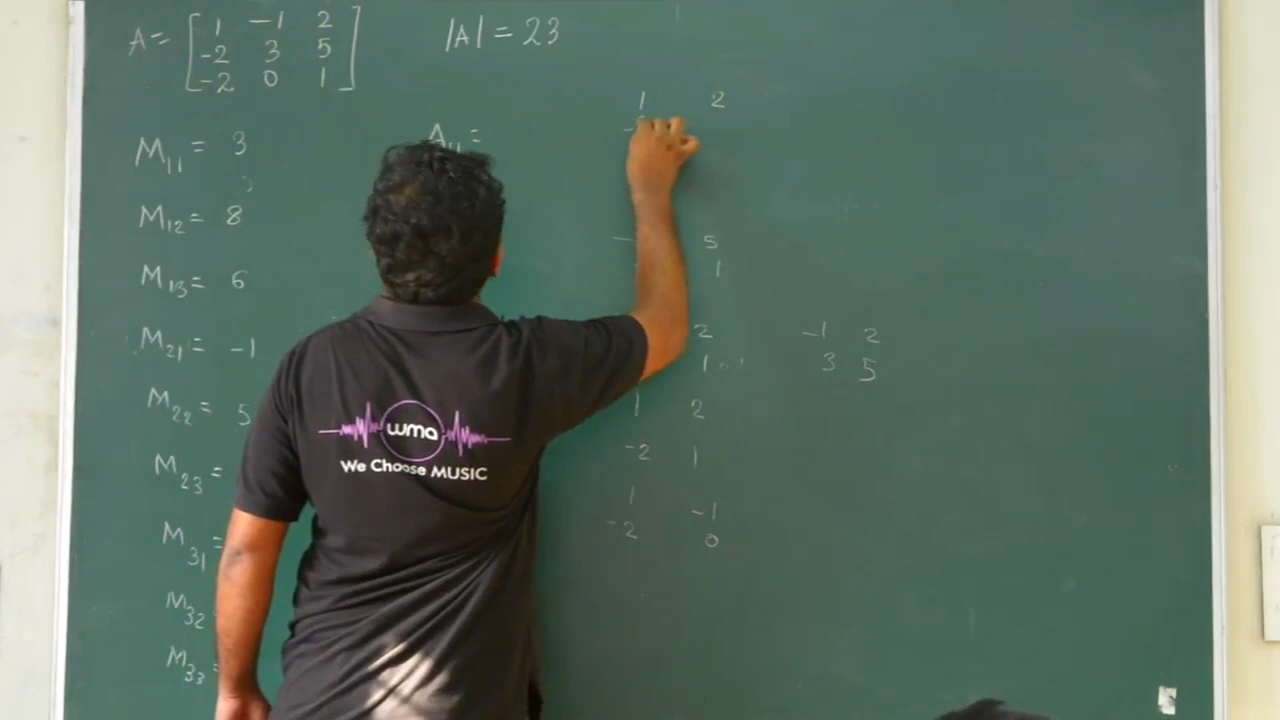 A = [ 1 -1 2
-2 3 5
-2 0 1 ]
|A| = 23
M₁₁ = 3
M₁₂ = 8
M₁₃ = 6
M₂₁ = -1
M₂₂ = 5
M₂₃ =
M₃₁ =
M₃₂
M₃₃ =
A₁₁ =
1 2
5
1
2
1
1 2
-2 1
1 -1
-2 0
-1 2
3 5
wma
We Choose MUSIC